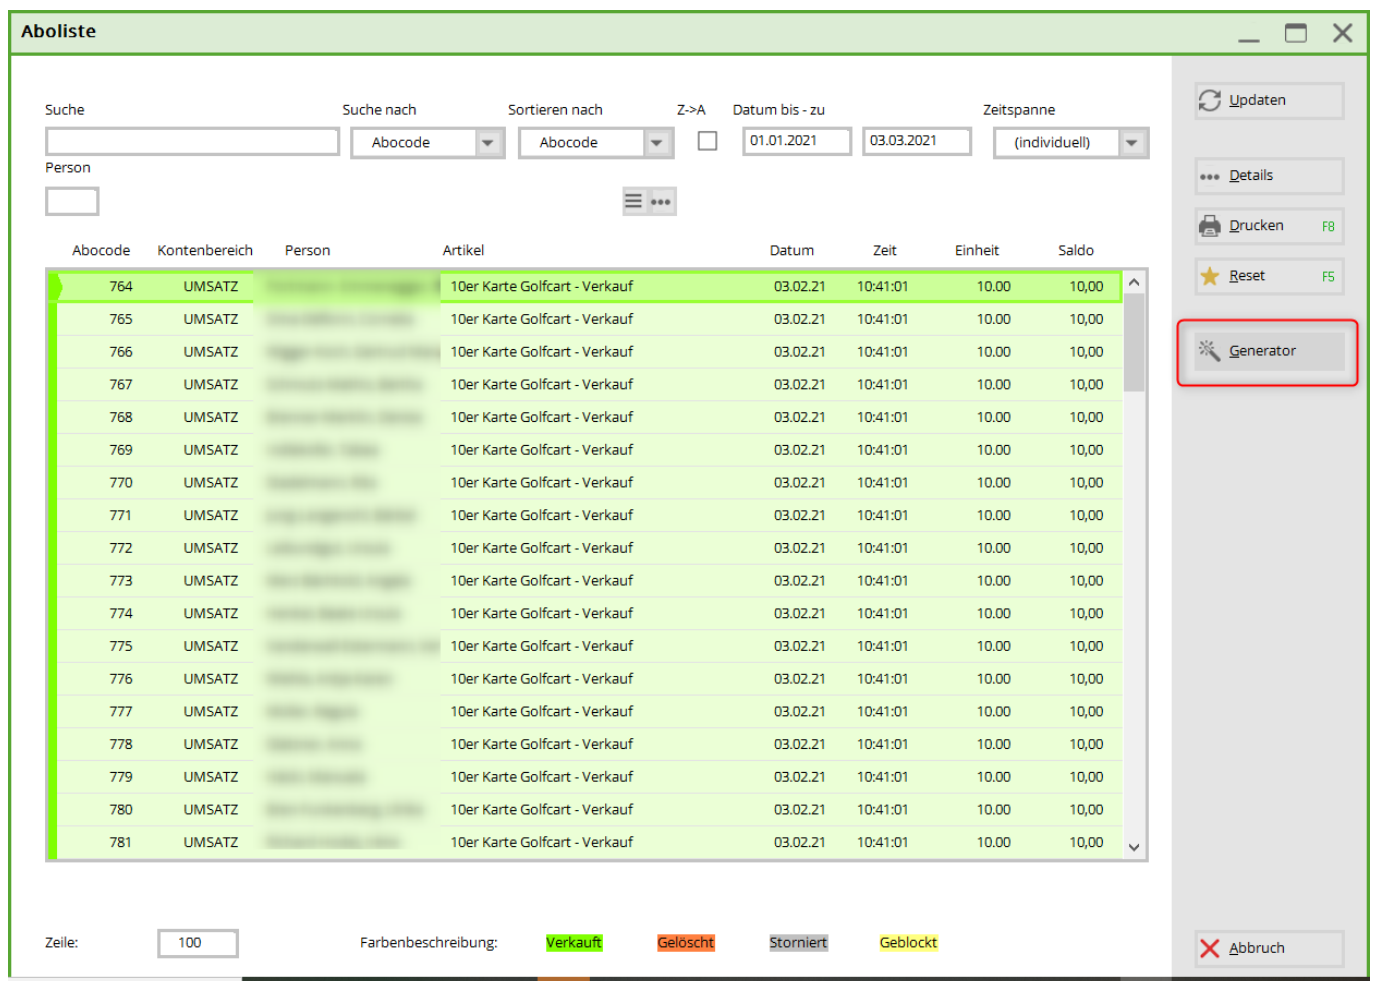 Aboliste
Suche Suche nach Sortieren nach Z->A Datum bis - zu Zeitspanne
Abocode Abocode 01.01.2021 03.03.2021 (individuell)
Person
Abocode Kontenbereich Person Artikel Datum Zeit Einheit Saldo
764 UMSATZ 10er Karte Golfcart - Verkauf 03.02.21 10:41:01 10.00 10,00
765 UMSATZ 10er Karte Golfcart - Verkauf 03.02.21 10:41:01 10.00 10,00
766 UMSATZ 10er Karte Golfcart - Verkauf 03.02.21 10:41:01 10.00 10,00
767 UMSATZ 10er Karte Golfcart - Verkauf 03.02.21 10:41:01 10.00 10,00
768 UMSATZ 10er Karte Golfcart - Verkauf 03.02.21 10:41:01 10.00 10,00
769 UMSATZ 10er Karte Golfcart - Verkauf 03.02.21 10:41:01 10.00 10,00
770 UMSATZ 10er Karte Golfcart - Verkauf 03.02.21 10:41:01 10.00 10,00
771 UMSATZ 10er Karte Golfcart - Verkauf 03.02.21 10:41:01 10.00 10,00
772 UMSATZ 10er Karte Golfcart - Verkauf 03.02.21 10:41:01 10.00 10,00
773 UMSATZ 10er Karte Golfcart - Verkauf 03.02.21 10:41:01 10.00 10,00
774 UMSATZ 10er Karte Golfcart - Verkauf 03.02.21 10:41:01 10.00 10,00
775 UMSATZ 10er Karte Golfcart - Verkauf 03.02.21 10:41:01 10.00 10,00
776 UMSATZ 10er Karte Golfcart - Verkauf 03.02.21 10:41:01 10.00 10,00
777 UMSATZ 10er Karte Golfcart - Verkauf 03.02.21 10:41:01 10.00 10,00
778 UMSATZ 10er Karte Golfcart - Verkauf 03.02.21 10:41:01 10.00 10,00
779 UMSATZ 10er Karte Golfcart - Verkauf 03.02.21 10:41:01 10.00 10,00
780 UMSATZ 10er Karte Golfcart - Verkauf 03.02.21 10:41:01 10.00 10,00
781 UMSATZ 10er Karte Golfcart - Verkauf 03.02.21 10:41:01 10.00 10,00
Zeile: 100 Farbenbeschreibung: Verkauft Gelöscht Storniert Geblockt
Updaten
Details
Drucken F8
Reset F5
Generator
Abbruch